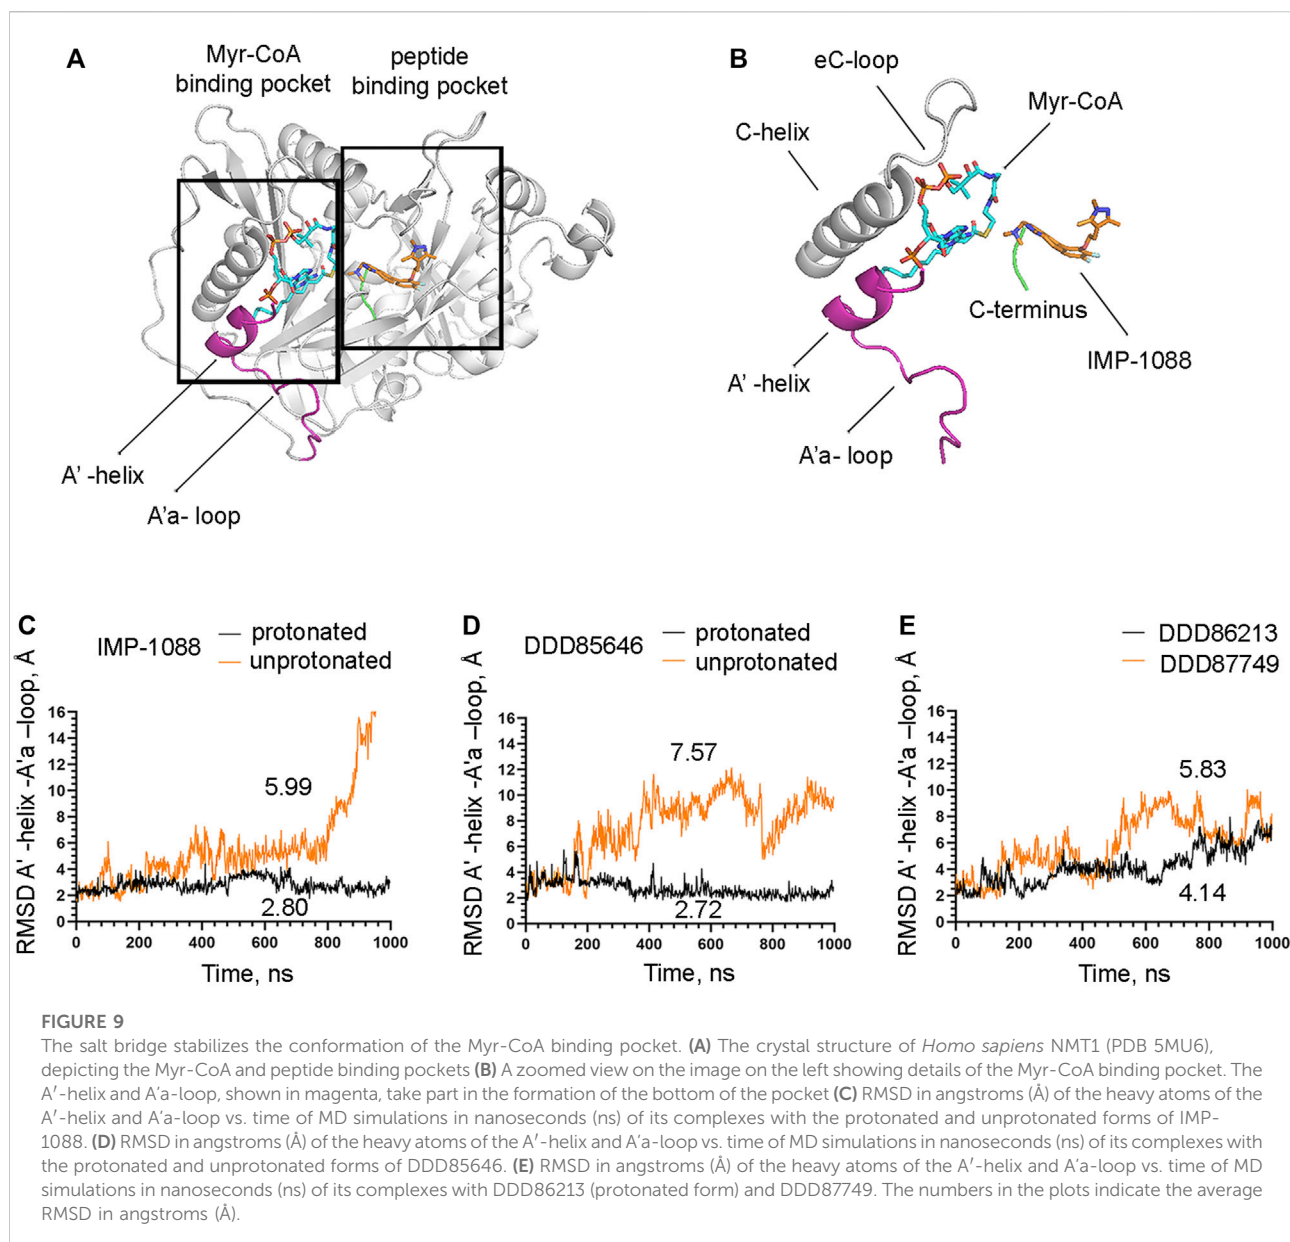 A
Myr-CoA
binding pocket
peptide
binding pocket
A' -helix
A'a- loop
B
eC-loop
C-helix
Myr-CoA
C-terminus
IMP-1088
A' -helix
A'a- loop
C
IMP-1088
protonated
unprotonated
RMSD A' -helix -A'a –loop, Å
16
14
12
10
8
6
4
2
0
5.99
2.80
0 200 400 600 800 1000
Time, ns
D
DDD85646
protonated
unprotonated
RMSD A' -helix -A'a –loop, Å
16
14
12
10
8
6
4
2
0
7.57
2.72
0 200 400 600 800 1000
Time, ns
E
DDD86213
DDD87749
RMSD A' -helix -A'a –loop, Å
16
14
12
10
8
6
4
2
0
5.83
4.14
0 200 400 600 800 1000
Time, ns
FIGURE 9
The salt bridge stabilizes the conformation of the Myr-CoA binding pocket. (A) The crystal structure of Homo sapiens NMT1 (PDB 5MU6),
depicting the Myr-CoA and peptide binding pockets (B) A zoomed view on the image on the left showing details of the Myr-CoA binding pocket. The
A′-helix and A'a-loop, shown in magenta, take part in the formation of the bottom of the pocket (C) RMSD in angstroms (Å) of the heavy atoms of the
A′-helix and A'a-loop vs. time of MD simulations in nanoseconds (ns) of its complexes with the protonated and unprotonated forms of IMP-
1088. (D) RMSD in angstroms (Å) of the heavy atoms of the A′-helix and A'a-loop vs. time of MD simulations in nanoseconds (ns) of its complexes with
the protonated and unprotonated forms of DDD85646. (E) RMSD in angstroms (Å) of the heavy atoms of the A′-helix and A'a-loop vs. time of MD
simulations in nanoseconds (ns) of its complexes with DDD86213 (protonated form) and DDD87749. The numbers in the plots indicate the average
RMSD in angstroms (Å).